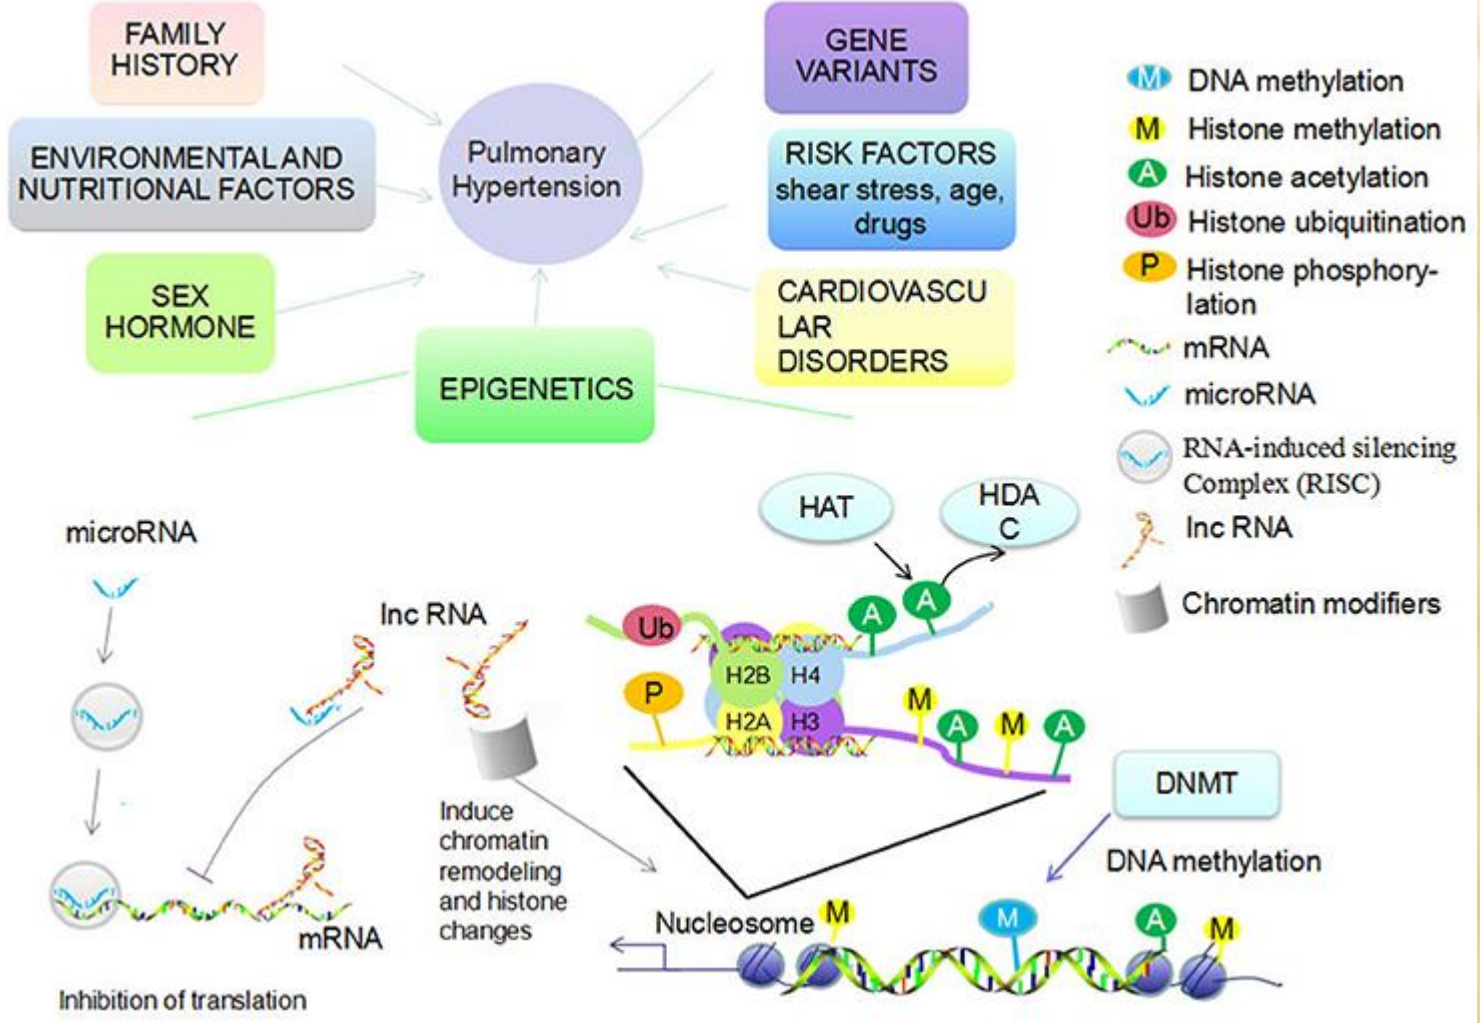 FAMILY
HISTORY
ENVIRONMENTAL AND
NUTRITIONAL FACTORS
SEX
HORMONE
Pulmonary
Hypertension
EPIGENETICS
GENE
VARIANTS
RISK FACTORS
shear stress, age,
drugs
CARDIOVASCU
LAR
DISORDERS
M DNA methylation
M Histone methylation
A Histone acetylation
Ub Histone ubiquitination
P Histone phosphory-
lation
mRNA
microRNA
RNA-induced silencing
Complex (RISC)
lnc RNA
Chromatin modifiers
microRNA
lnc RNA
mRNA
Inhibition of translation
Induce
chromatin
remodeling
and histone
changes
HAT
HDA
C
A
A
Ub
H2B
H4
P
H2A
H3
M
A
M
A
DNMT
DNA methylation
Nucleosome
M
M
A
M